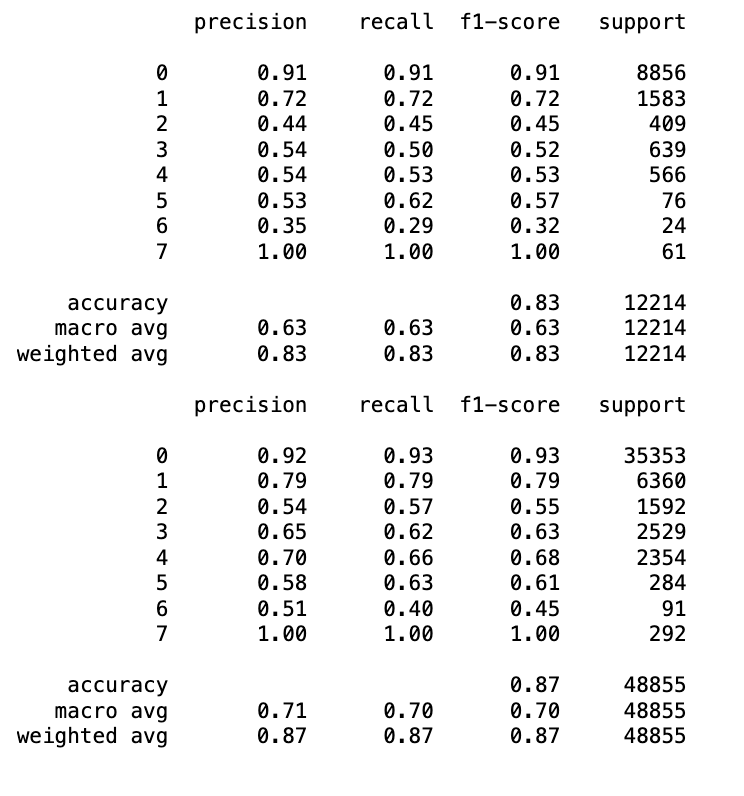 precision recall f1-score support
0 0.91 0.91 0.91 8856
1 0.72 0.72 0.72 1583
2 0.44 0.45 0.45 409
3 0.54 0.50 0.52 639
4 0.54 0.53 0.53 566
5 0.53 0.62 0.57 76
6 0.35 0.29 0.32 24
7 1.00 1.00 1.00 61
accuracy 0.83 12214
macro avg 0.63 0.63 0.63 12214
weighted avg 0.83 0.83 0.83 12214
precision recall f1-score support
0 0.92 0.93 0.93 35353
1 0.79 0.79 0.79 6360
2 0.54 0.57 0.55 1592
3 0.65 0.62 0.63 2529
4 0.70 0.66 0.68 2354
5 0.58 0.63 0.61 284
6 0.51 0.40 0.45 91
7 1.00 1.00 1.00 292
accuracy 0.87 48855
macro avg 0.71 0.70 0.70 48855
weighted avg 0.87 0.87 0.87 48855